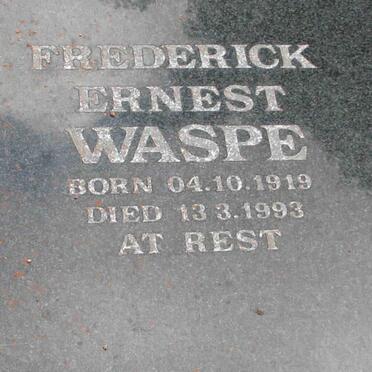 FREDERICK
ERNEST
WASPE
BORN 04.10.1919
DIED 13 3.1993
AT REST